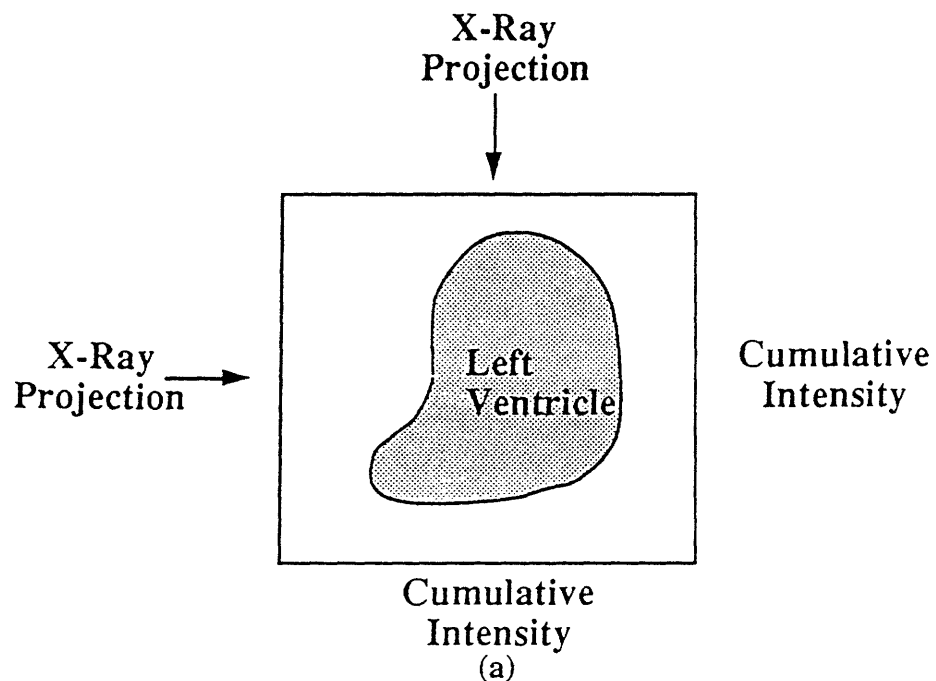 X-Ray
Projection
X-Ray
Projection
Left
Ventricle
Cumulative
Intensity
Cumulative
Intensity
(a)